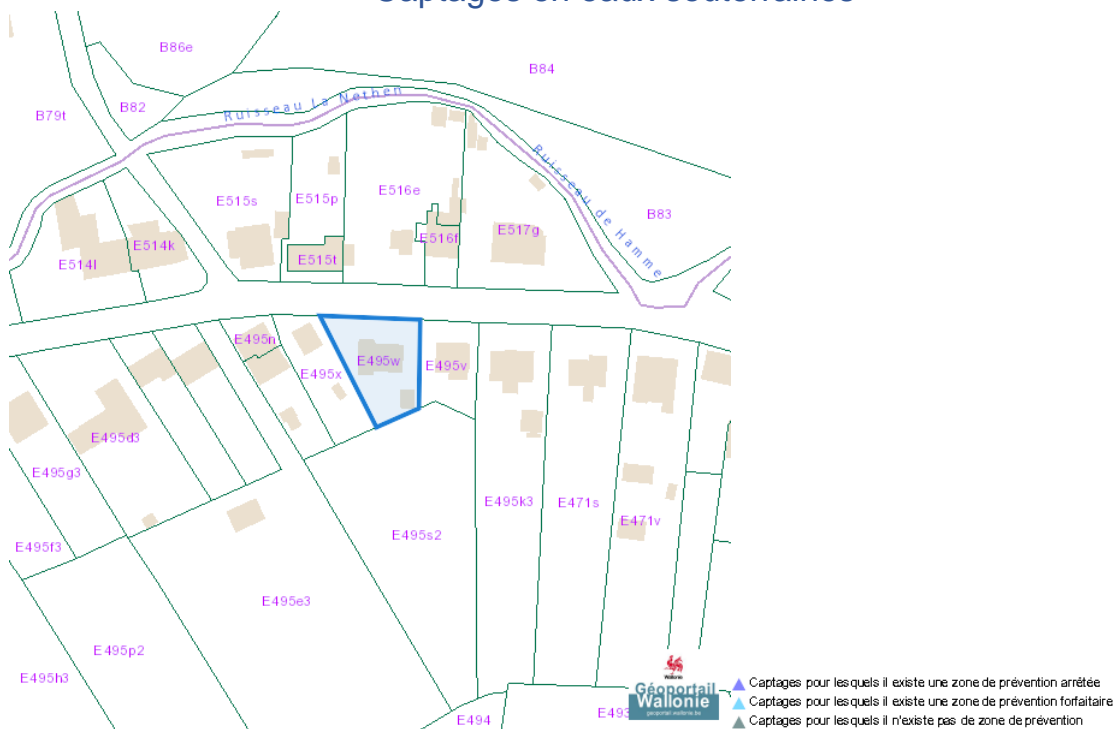 Captages en eaux souterraines
B86e
B84
B79t
B82
Ruisseau La Nothen
Ruisseau de Hamme
E515s
E515p
E516e
B83
E514l
E514k
E515t
E516f
E517g
E495n
E495x
E495w
E495v
E495d3
E495g3
E495k3
E471s
E471v
E495f3
E495s2
E495e3
E495p2
E495h3
E494
E493
Wallonie
Géoportail
Wallonie
geoportail.wallonie.be
Captages pour lesquels il existe une zone de prévention arrêtée
Captages pour lesquels il existe une zone de prévention forfaitaire
Captages pour lesquels il n'existe pas de zone de prévention